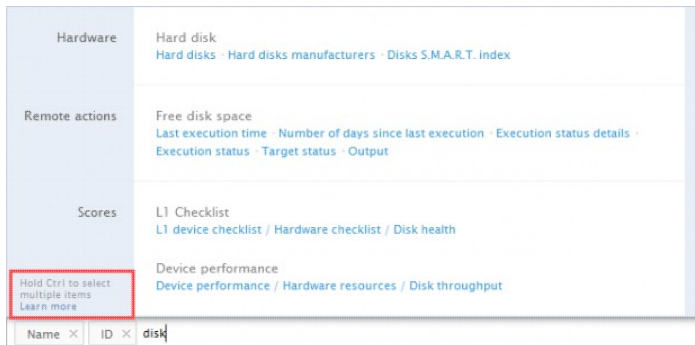 Hardware
Hard disk
Hard disks · Hard disks manufacturers · Disks S.M.A.R.T. index
Remote actions
Free disk space
Last execution time · Number of days since last execution · Execution status details ·
Execution status · Target status · Output
Scores
L1 Checklist
L1 device checklist / Hardware checklist / Disk health
Device performance
Device performance / Hardware resources / Disk throughput
Hold Ctrl to select
multiple items
Learn more
Name × ID × disk